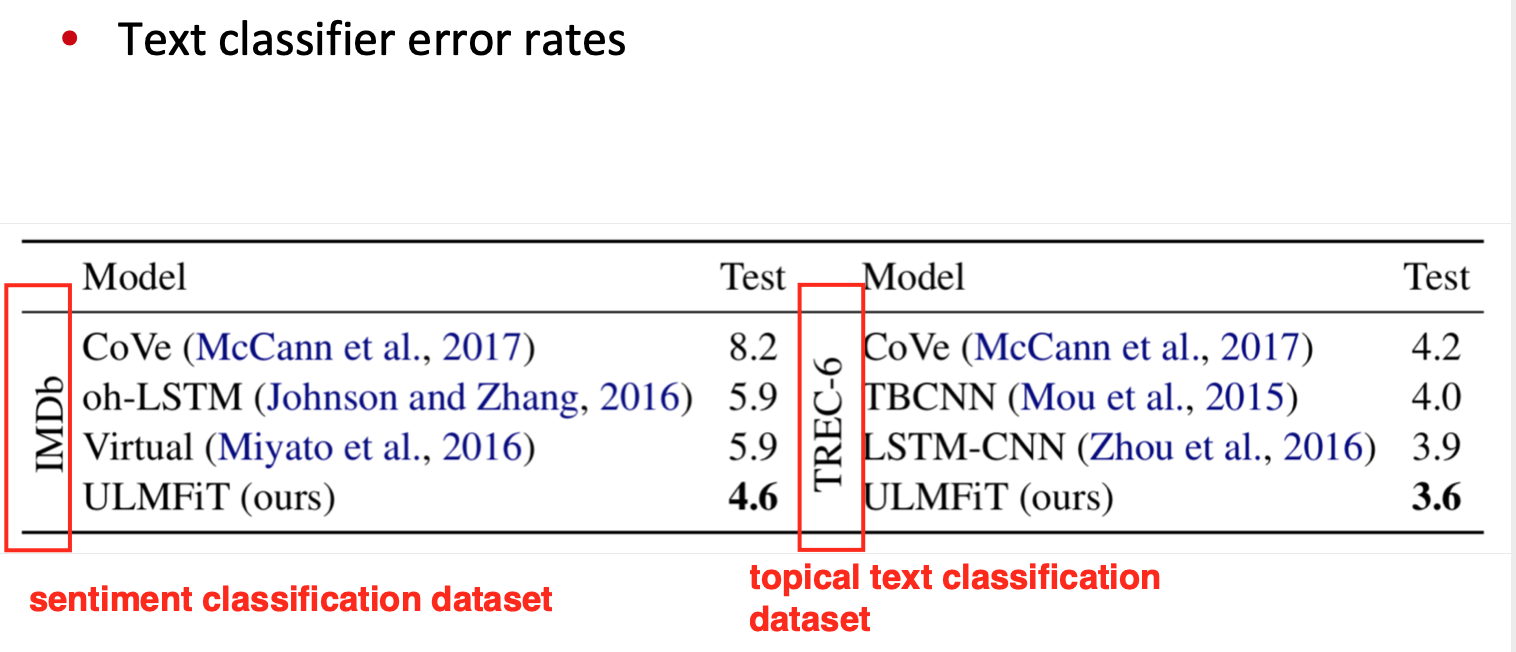 • Text classifier error rates
Model Test Model Test
IMDb
CoVe (McCann et al., 2017) 8.2
oh-LSTM (Johnson and Zhang, 2016) 5.9
Virtual (Miyato et al., 2016) 5.9
ULMFiT (ours) 4.6
TREC-6
CoVe (McCann et al., 2017) 4.2
TBCNN (Mou et al., 2015) 4.0
LSTM-CNN (Zhou et al., 2016) 3.9
ULMFiT (ours) 3.6
sentiment classification dataset
topical text classification
dataset